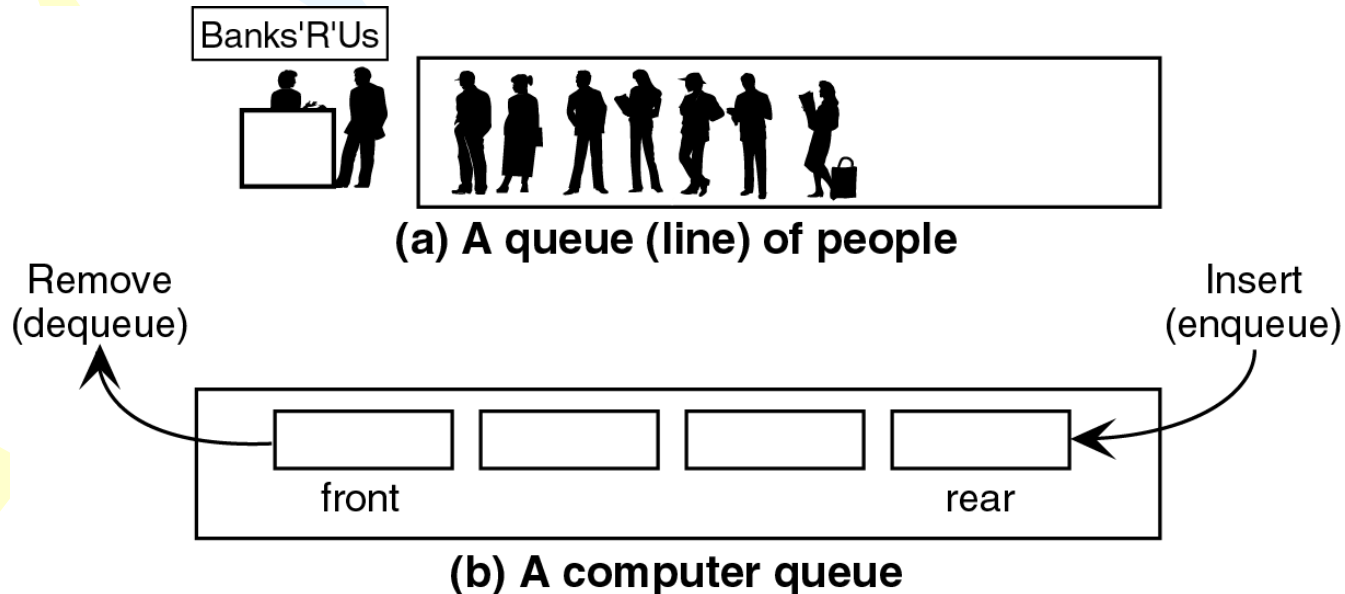 Banks'R'Us
(a) A queue (line) of people
Remove
(dequeue)
Insert
(enqueue)
front
rear
(b) A computer queue